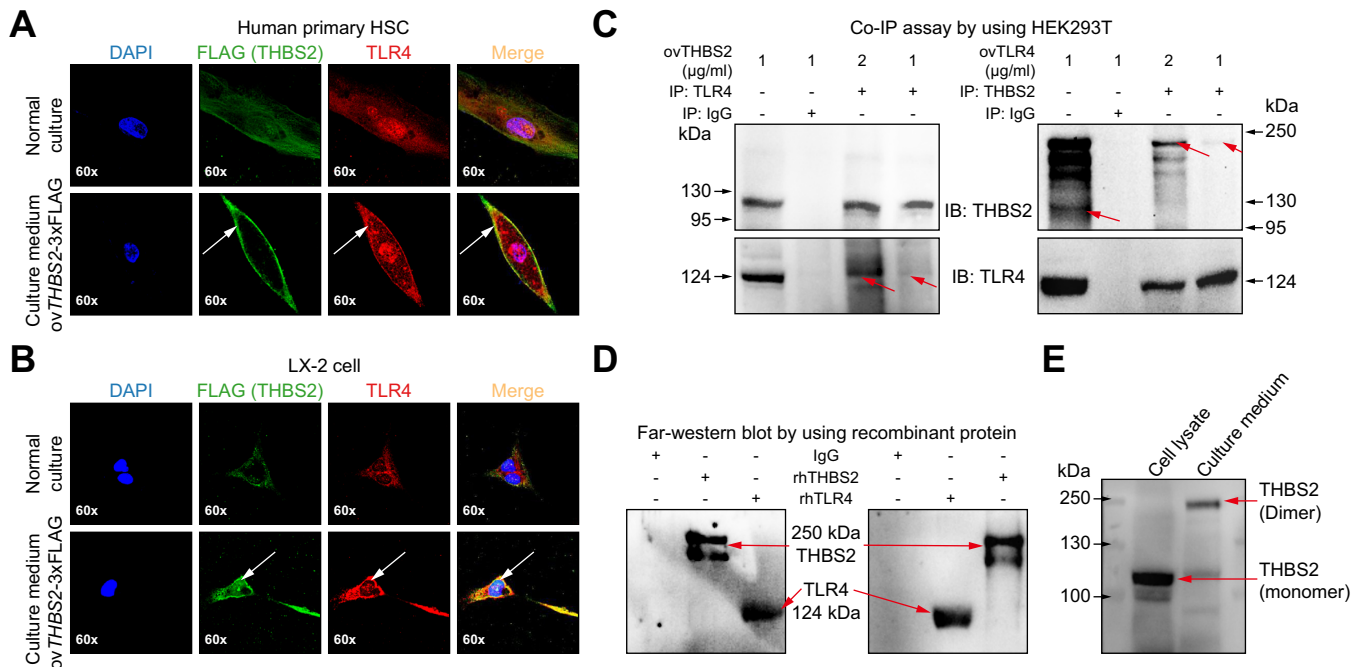 A
Human primary HSC
DAPI FLAG (THBS2) TLR4 Merge
Normal culture
60x 60x 60x 60x
Culture medium ovTHBS2-3xFLAG
60x 60x 60x 60x
B
LX-2 cell
DAPI FLAG (THBS2) TLR4 Merge
Normal culture
60x 60x 60x 60x
Culture medium ovTHBS2-3xFLAG
60x 60x 60x 60x
C
Co-IP assay by using HEK293T
ovTHBS2 (µg/ml) 1 1 2 1
IP: TLR4 - - + +
IP: IgG - + - -
kDa
130
95
124
ovTLR4 (µg/ml) 1 1 2 1
IP: THBS2 - - + +
IP: IgG - + - -
kDa
250
130
95
124
IB: THBS2
IB: TLR4
D
Far-western blot by using recombinant protein
+ - - IgG + - -
- + - rhTHBS2 - - +
- - + rhTLR4 - + -
250 kDa
THBS2
TLR4
124 kDa
E
Cell lysate
Culture medium
kDa
250
130
100
THBS2
(Dimer)
THBS2
(monomer)